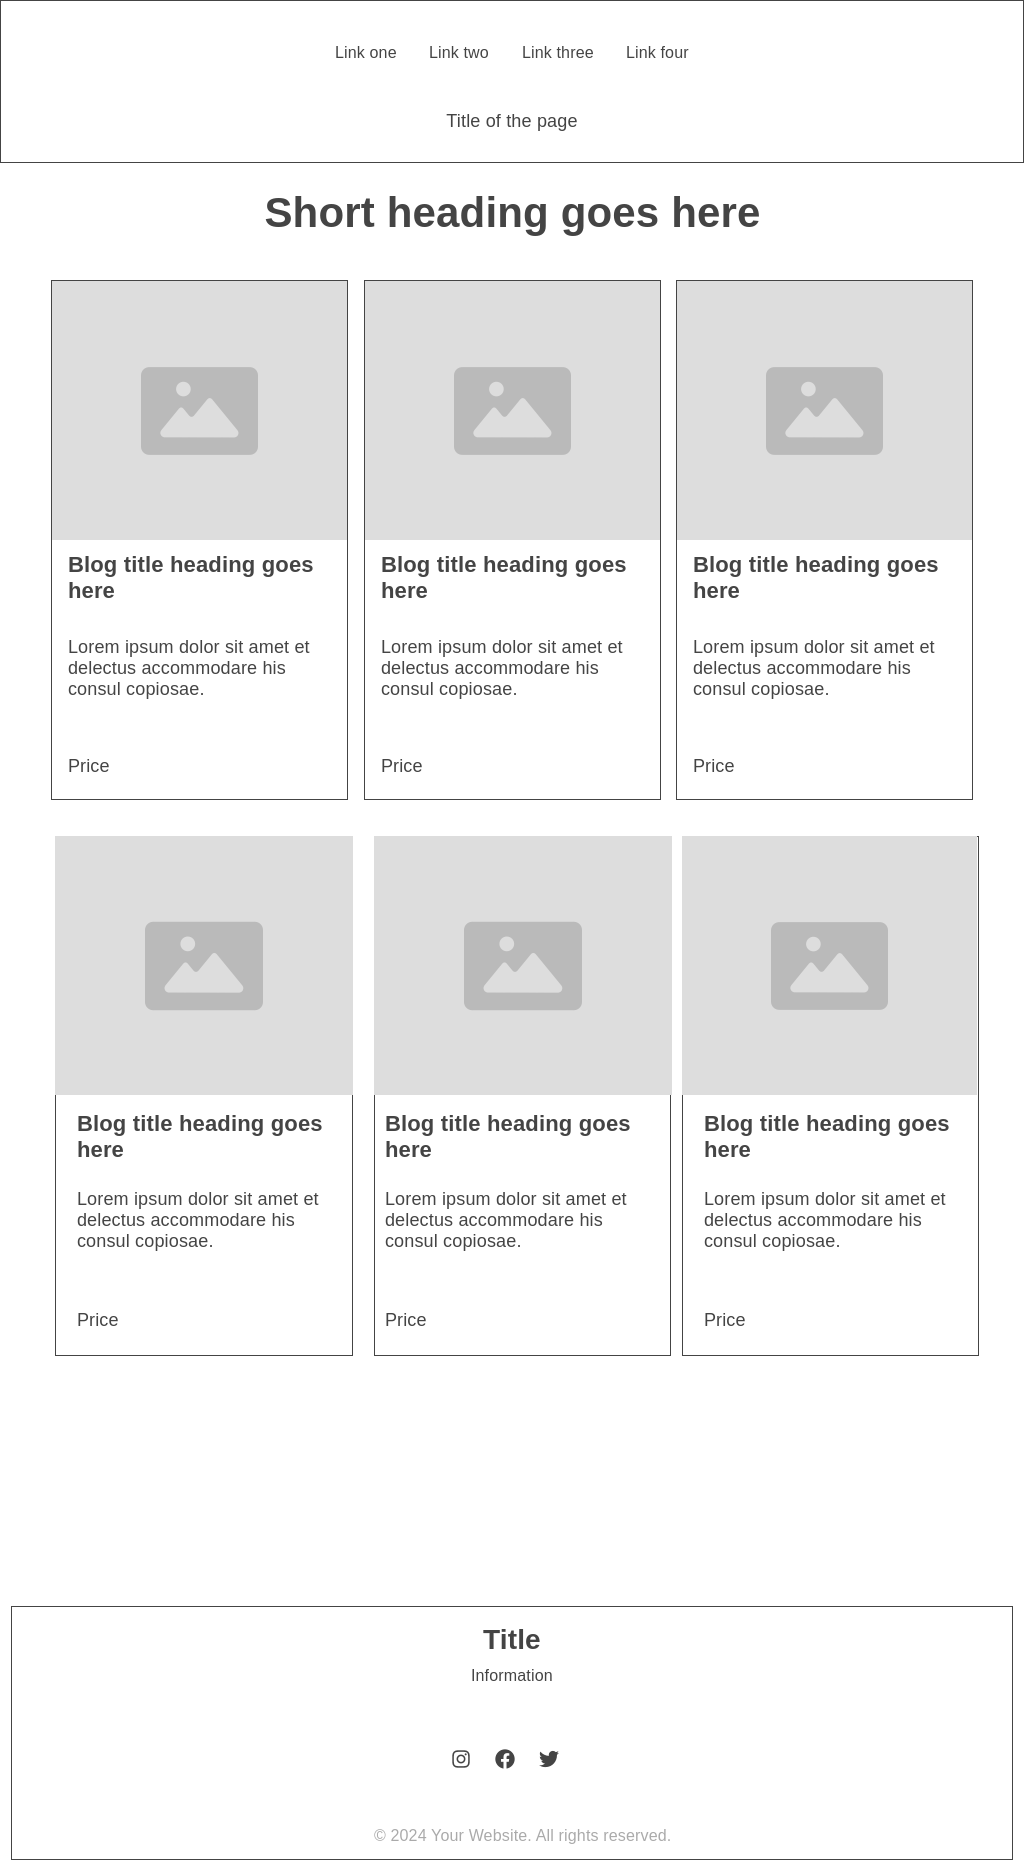 Link one Link two Link three Link four
Title of the page
Short heading goes here
Blog title heading goes
here
Lorem ipsum dolor sit amet et
delectus accommodare his
consul copiosae.
Price
Blog title heading goes
here
Lorem ipsum dolor sit amet et
delectus accommodare his
consul copiosae.
Price
Blog title heading goes
here
Lorem ipsum dolor sit amet et
delectus accommodare his
consul copiosae.
Price
Blog title heading goes
here
Lorem ipsum dolor sit amet et
delectus accommodare his
consul copiosae.
Price
Blog title heading goes
here
Lorem ipsum dolor sit amet et
delectus accommodare his
consul copiosae.
Price
Blog title heading goes
here
Lorem ipsum dolor sit amet et
delectus accommodare his
consul copiosae.
Price
Title
Information
© 2024 Your Website. All rights reserved.